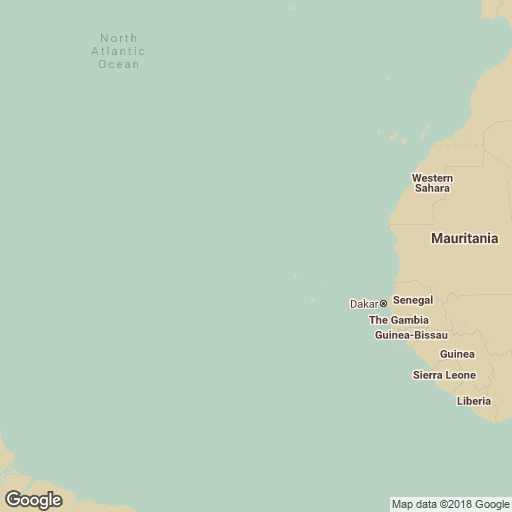 North
Atlantic
Ocean
Western
Sahara
Mauritania
Dakar
Senegal
The Gambia
Guinea-Bissau
Guinea
Sierra Leone
Liberia
Google
Map data ©2018 Google